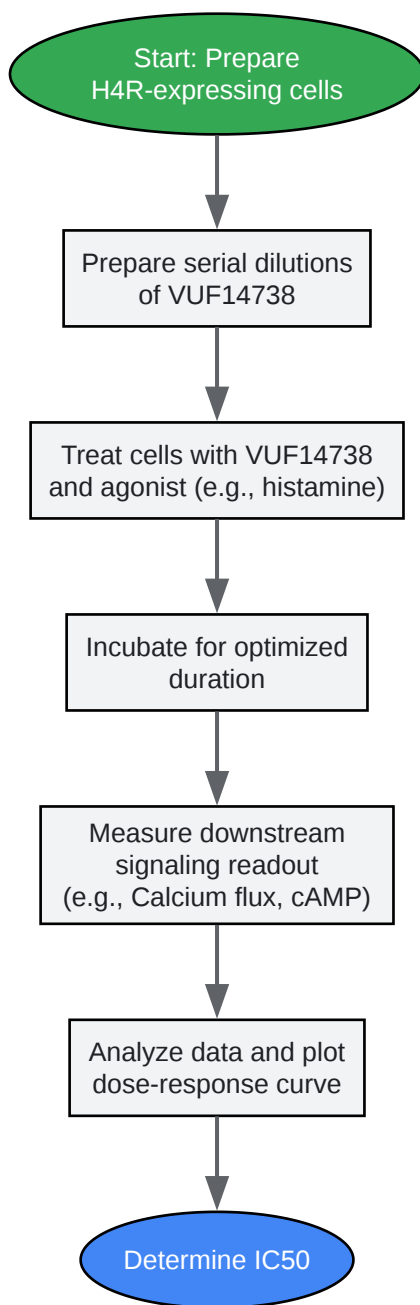 Start: Prepare
H4R-expressing cells
Prepare serial dilutions
of VUF14738
Treat cells with VUF14738
and agonist (e.g., histamine)
Incubate for optimized
duration
Measure downstream
signaling readout
(e.g., Calcium flux, cAMP)
Analyze data and plot
dose-response curve
Determine IC50